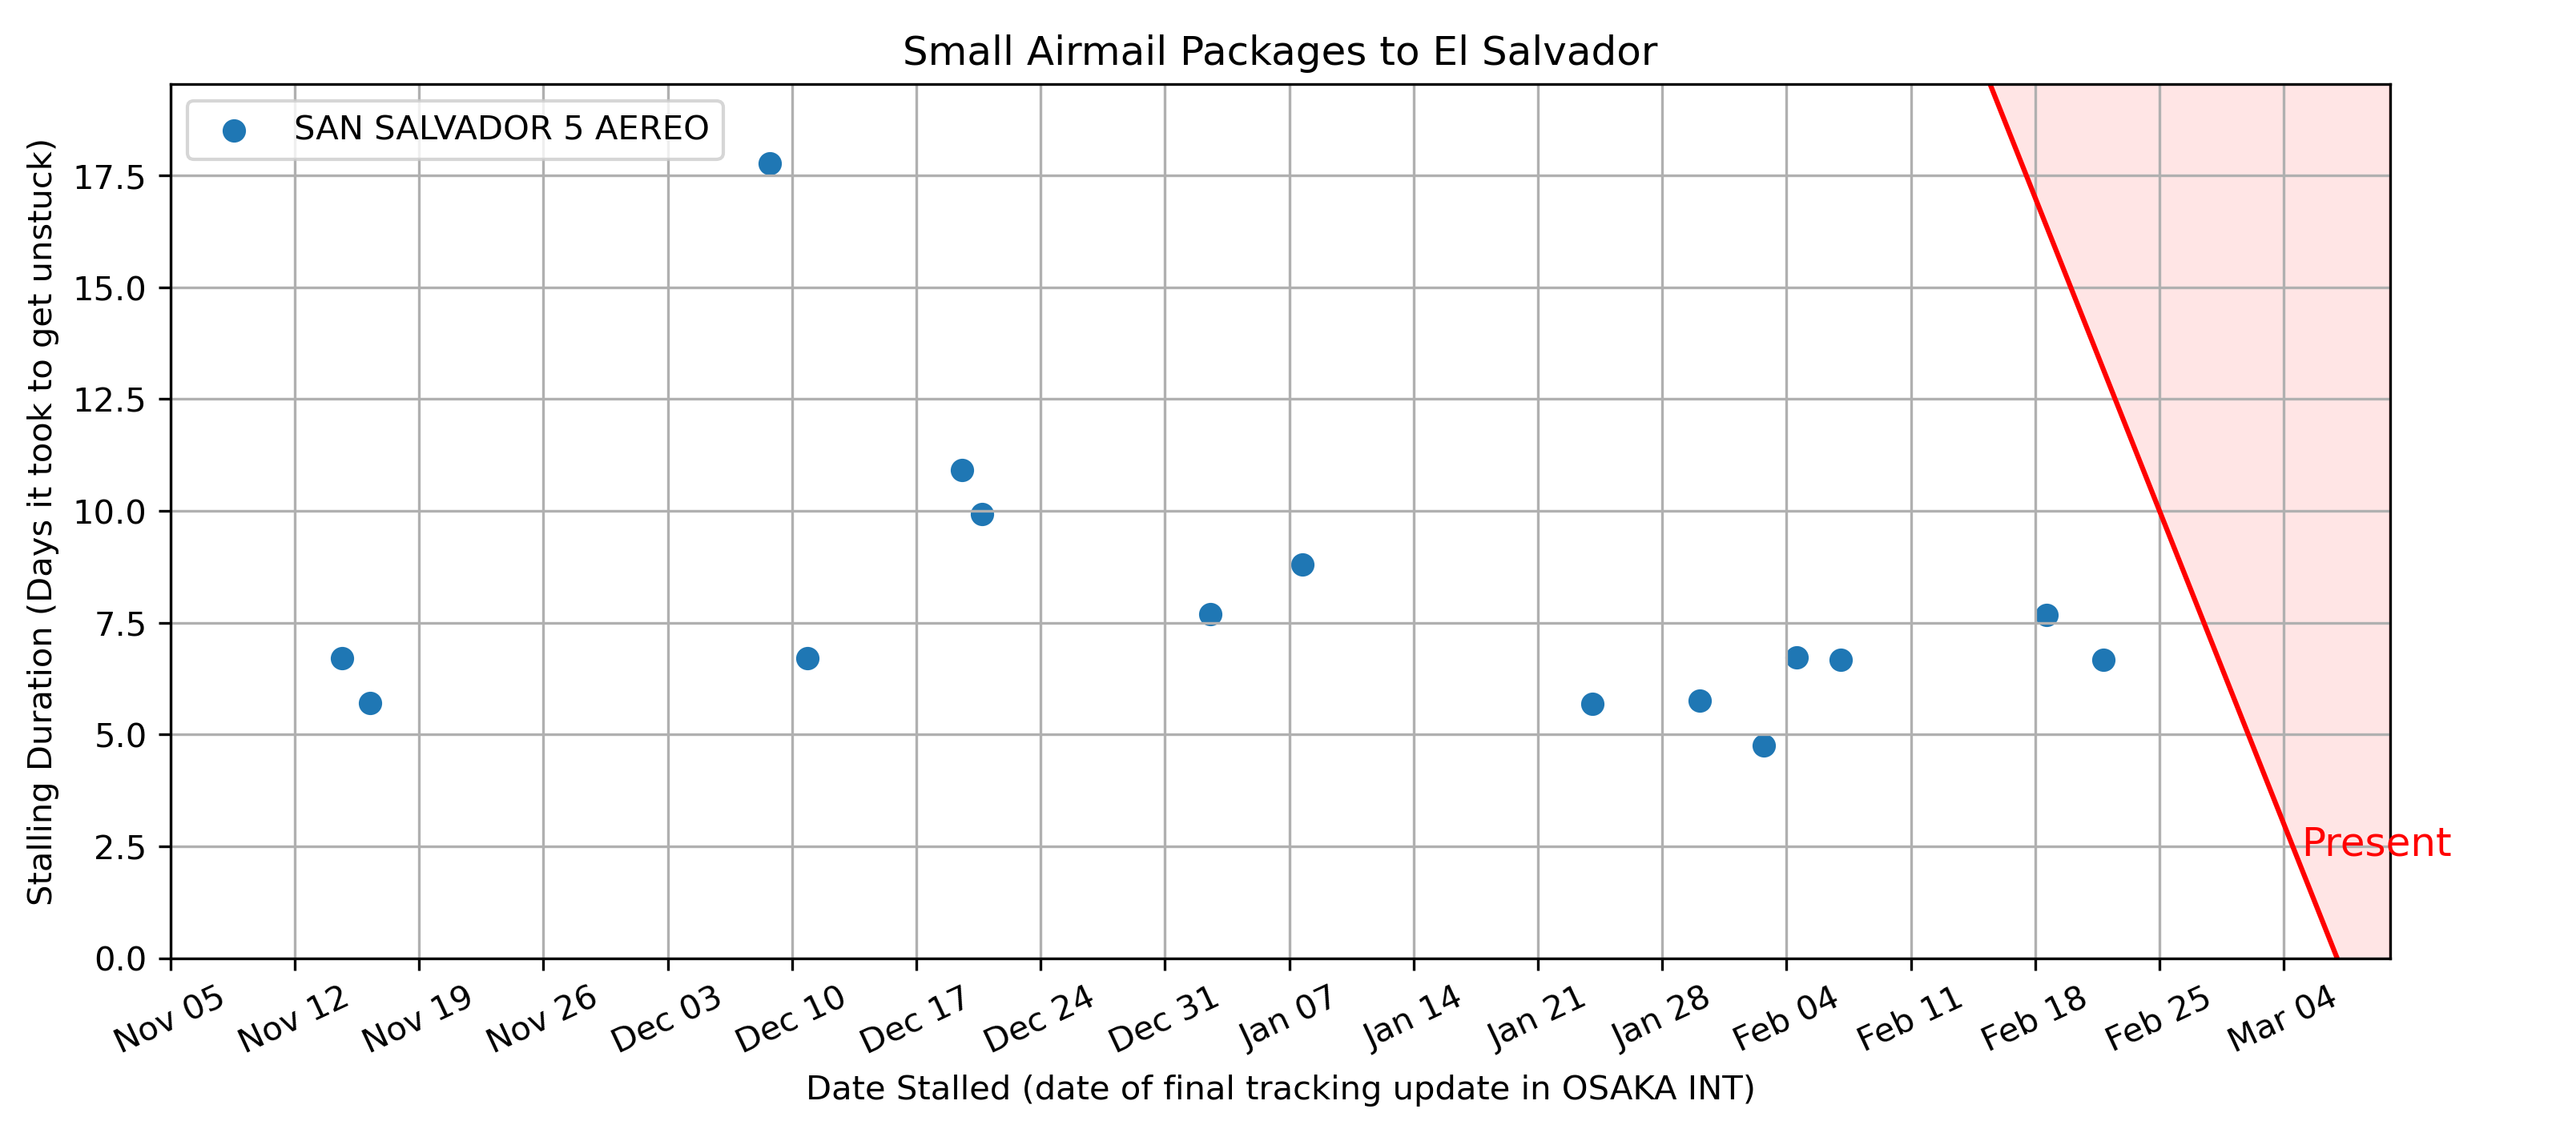 Small Airmail Packages to El Salvador
SAN SALVADOR 5 AEREO
Stalling Duration (Days it took to get unstuck)
17.5
15.0
12.5
10.0
7.5
5.0
2.5
0.0
Present
Nov 05
Nov 12
Nov 19
Nov 26
Dec 03
Dec 10
Dec 17
Dec 24
Dec 31
Jan 07
Jan 14
Jan 21
Jan 28
Feb 04
Feb 11
Feb 18
Feb 25
Mar 04
Date Stalled (date of final tracking update in OSAKA INT)